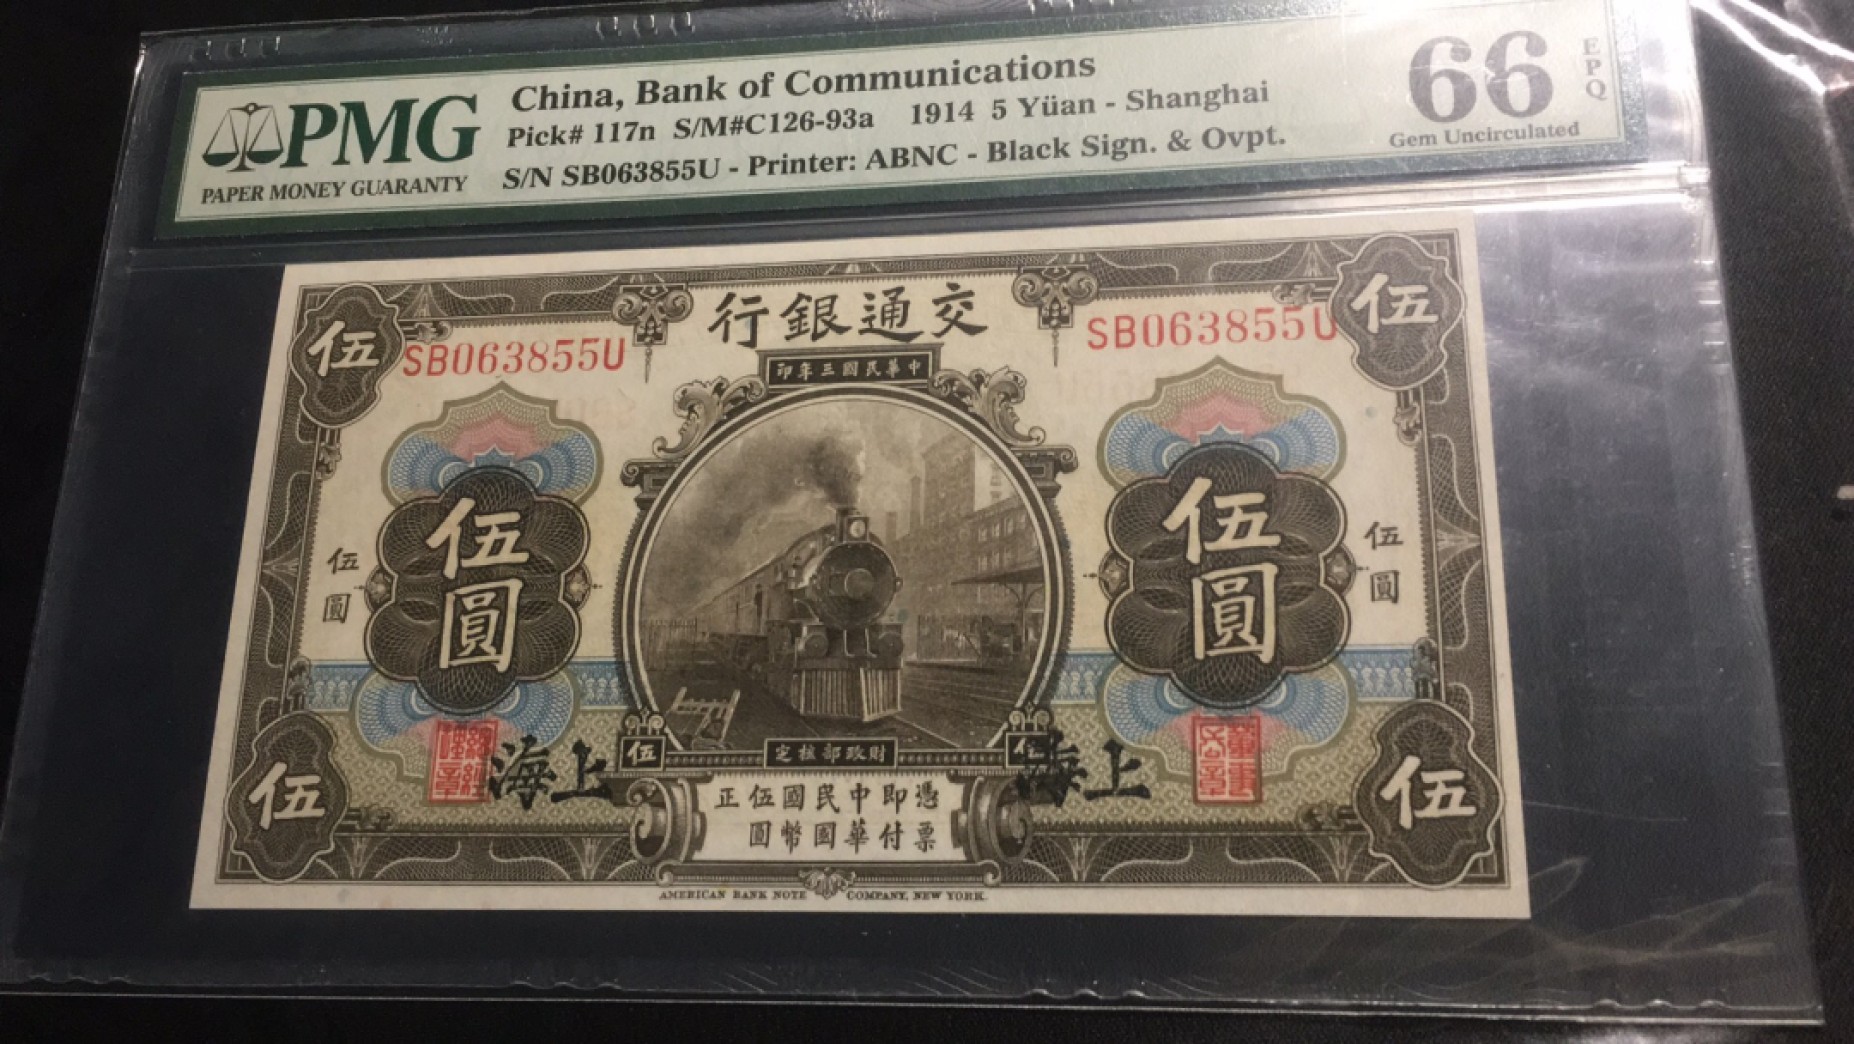 PMG
PAPER MONEY GUARANTY
China, Bank of Communications
Pick# 117n S/M#C126-93a 1914 5 Yüan - Shanghai
S/N SB063855U - Printer: ABNC - Black Sign. & Ovpt.
66
EPQ
Gem Uncirculated
行銀通交
伍
伍
SB063855U
SB063855U
印年三國民華中
伍圓
伍圓
伍圓
伍圓
海上
海上
伍
伍
定核部政財
正伍國民中即憑
圓幣國華付票
伍
伍
AMERICAN BANK NOTE COMPANY, NEW YORK.